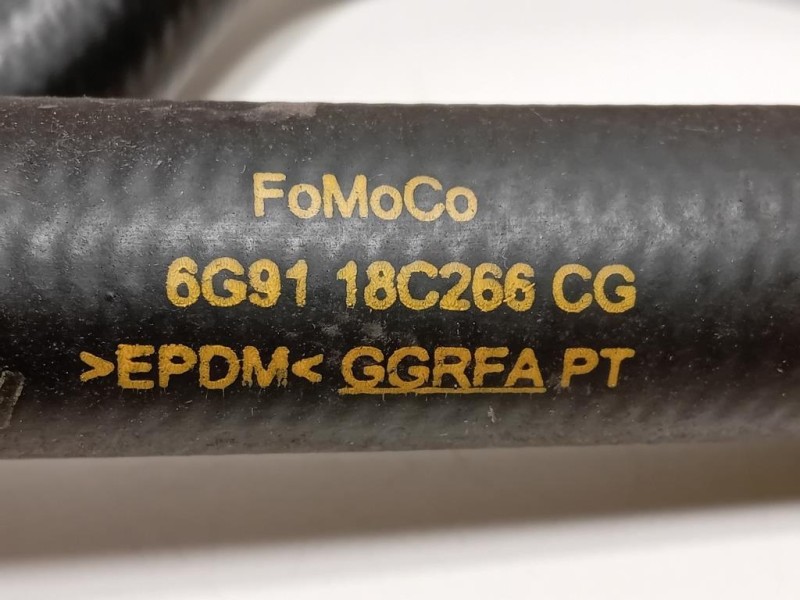 FoMoCo
6G91 18C266 CG
>EPDM< GGRFA PT